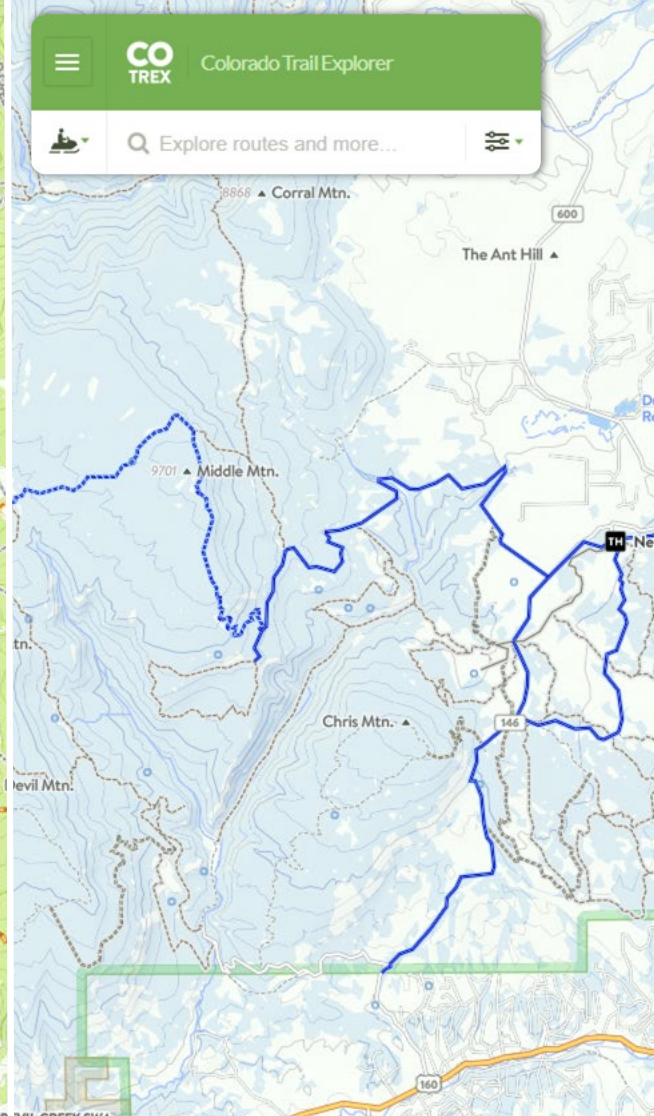 CO
TREX
Colorado Trail Explorer
Explore routes and more...
8868 ▲ Corral Mtn.
600
The Ant Hill ▲
9701 ▲ Middle Mtn.
TH Ne
tn.
Chris Mtn. ▲
146
Devil Mtn.
160